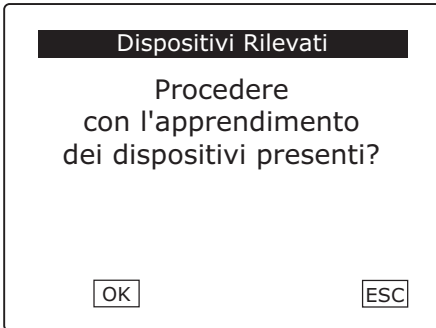 Dispositivi Rilevati
Procedere
con l'apprendimento
dei dispositivi presenti?
OK ESC